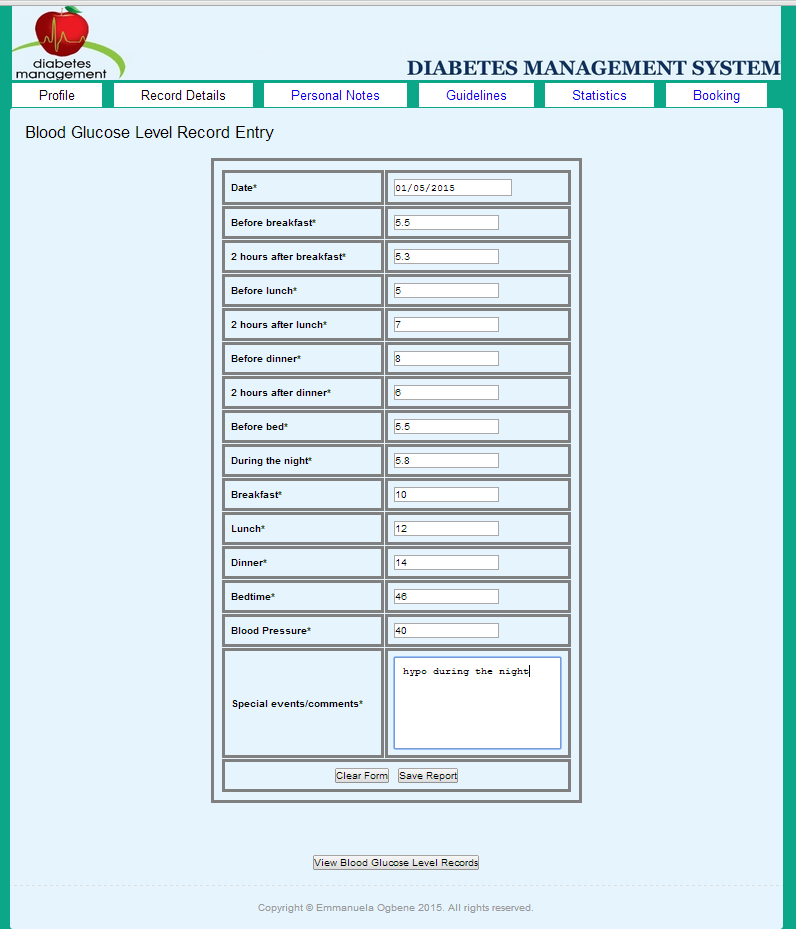 diabetes
management
DIABETES MANAGEMENT SYSTEM
Profile Record Details Personal Notes Guidelines Statistics Booking
Blood Glucose Level Record Entry
Date* 01/05/2015
Before breakfast* 5.5
2 hours after breakfast* 5.3
Before lunch* 5
2 hours after lunch* 7
Before dinner* 8
2 hours after dinner* 6
Before bed* 5.5
During the night* 5.8
Breakfast* 10
Lunch* 12
Dinner* 14
Bedtime* 46
Blood Pressure* 40
Special events/comments* hypo during the night
Clear Form Save Report
View Blood Glucose Level Records
Copyright © Emmanuela Ogbene 2015. All rights reserved.